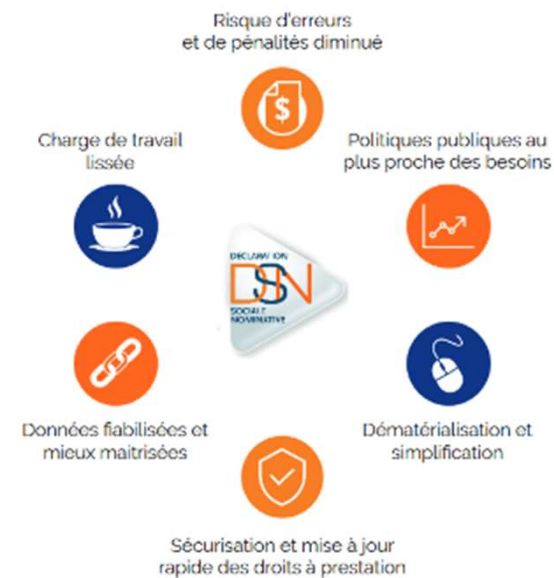 Risque d'erreurs
et de pénalités diminué
Charge de travail
lissée
Politiques publiques au
plus proche des besoins
$
DECLARATION
DSN
SOCIALE
NOMINATIVE
Données fiabilisées et
mieux maitrisées
Dématérialisation et
simplification
Sécurisation et mise à jour
rapide des droits à prestation